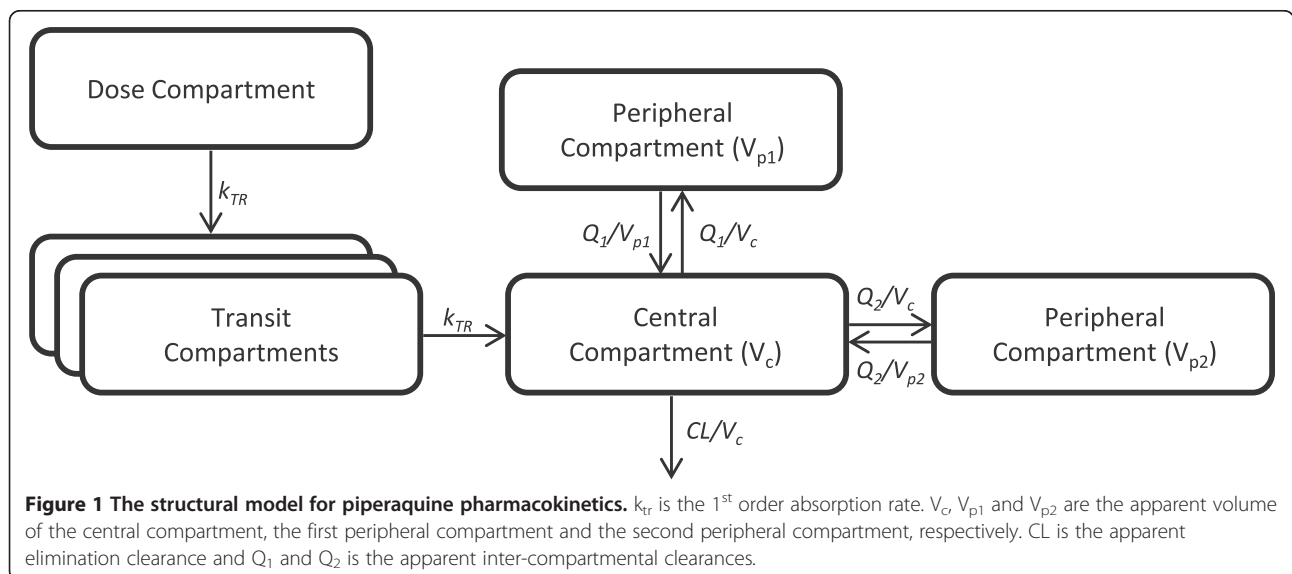 Dose Compartment
k_TR
Transit
Compartments
k_TR
Peripheral
Compartment (V_p1)
Q_1/V_p1
Q_1/V_c
Central
Compartment (V_c)
Q_2/V_c
Q_2/V_p2
Peripheral
Compartment (V_p2)
CL/V_c
Figure 1 The structural model for piperaquine pharmacokinetics. k_tr is the 1^st order absorption rate. V_c, V_p1 and V_p2 are the apparent volume
of the central compartment, the first peripheral compartment and the second peripheral compartment, respectively. CL is the apparent
elimination clearance and Q_1 and Q_2 is the apparent inter-compartmental clearances.